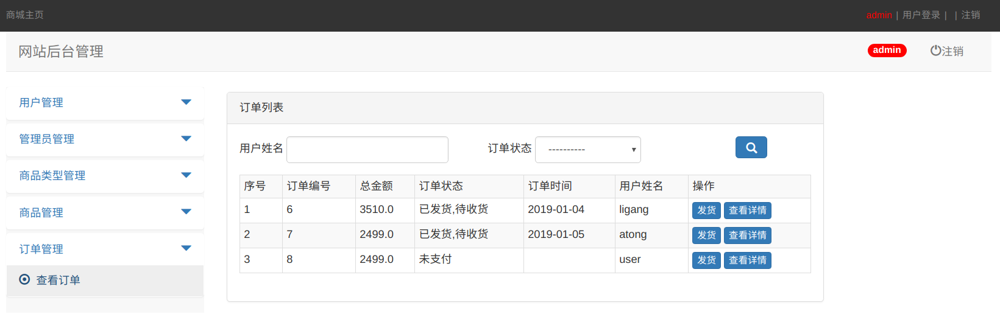 商城主页 admin | 用户登录 | | 注销
网站后台管理 admin 注销
用户管理
管理员管理
商品类型管理
商品管理
订单管理
查看订单
订单列表
用户姓名 订单状态 ----------
序号 订单编号 总金额 订单状态 订单时间 用户姓名 操作
1 6 3510.0 已发货,待收货 2019-01-04 ligang 发货 查看详情
2 7 2499.0 已发货,待收货 2019-01-05 atong 发货 查看详情
3 8 2499.0 未支付 user 发货 查看详情